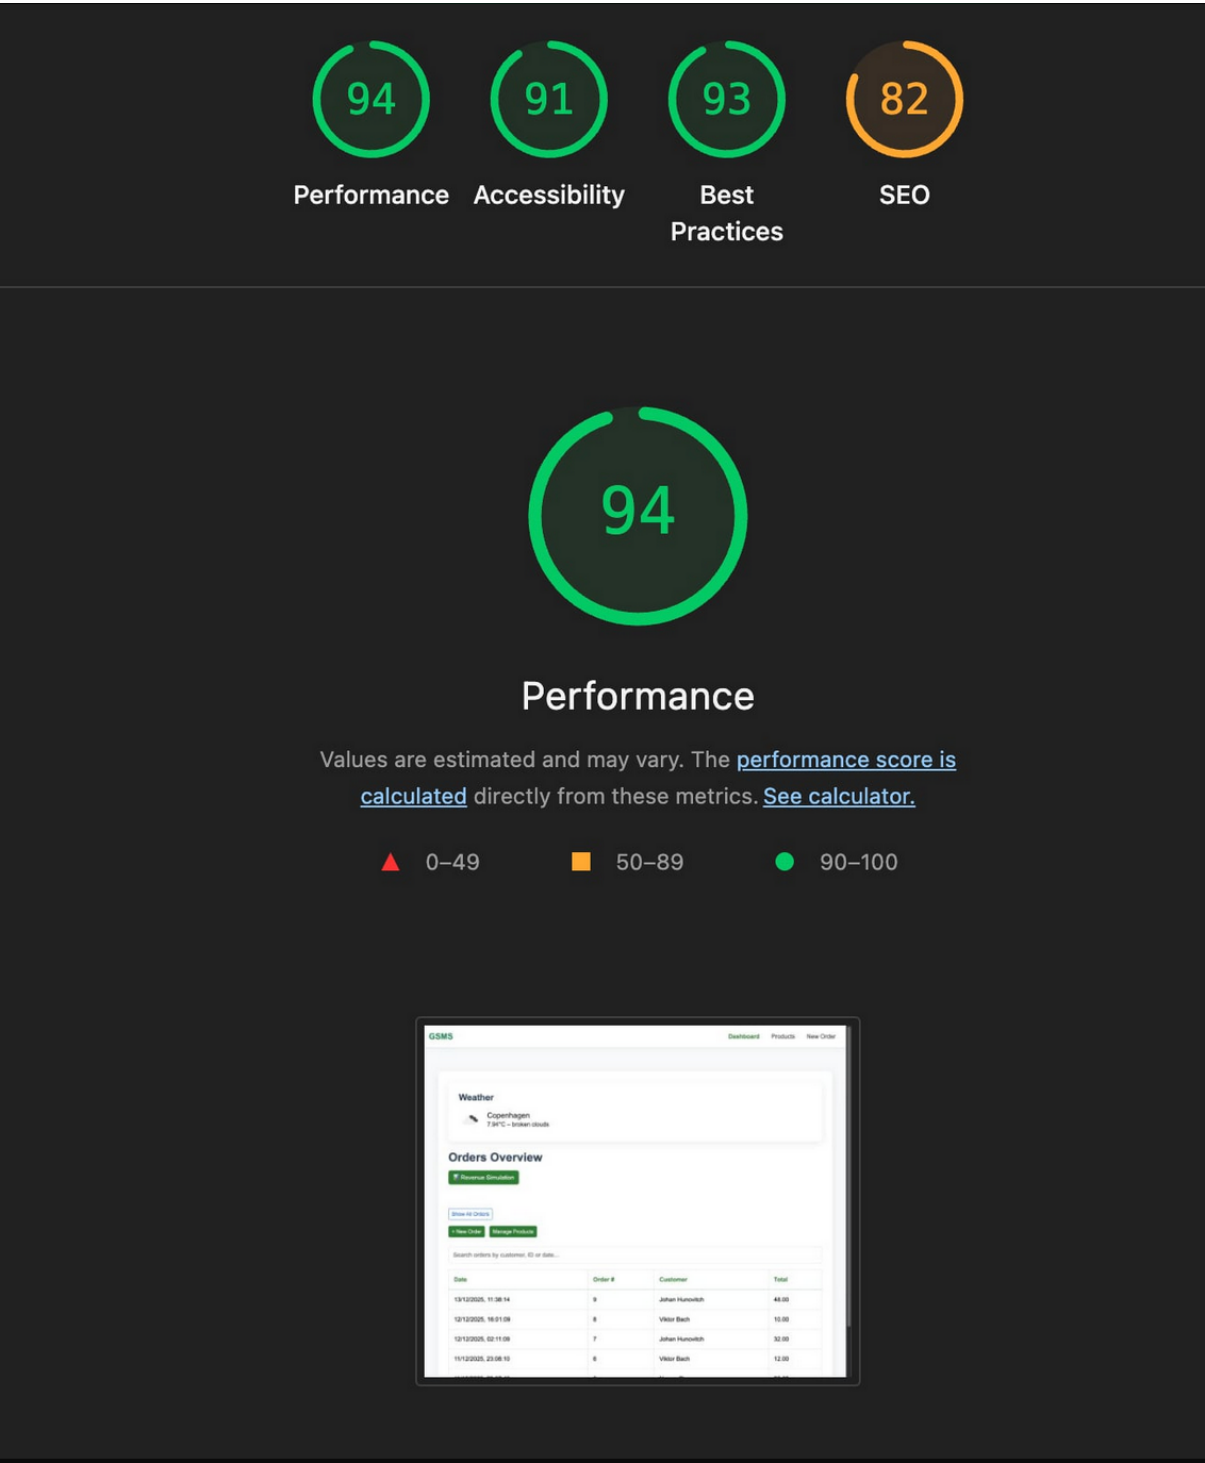 94
91
93
82
Performance
Accessibility
Best
Practices
SEO
94
Performance
Values are estimated and may vary. The performance score is
calculated directly from these metrics. See calculator.
0–49
50–89
90–100
GSMS
Dashboard Products New Order
Weather
Copenhagen
7.94°C – broken clouds
Orders Overview
Revenue Simulation
Show All Orders
+ New Order Manage Products
Search orders by customer, ID or date...
Date Order # Customer Total
13/12/2025, 11:38:14 9 Johan Hunovitch 48.00
12/12/2025, 16:01:09 8 Viktor Bach 10.00
12/12/2025, 02:11:09 7 Johan Hunovitch 32.00
11/12/2025, 23:08:10 6 Viktor Bach 12.00